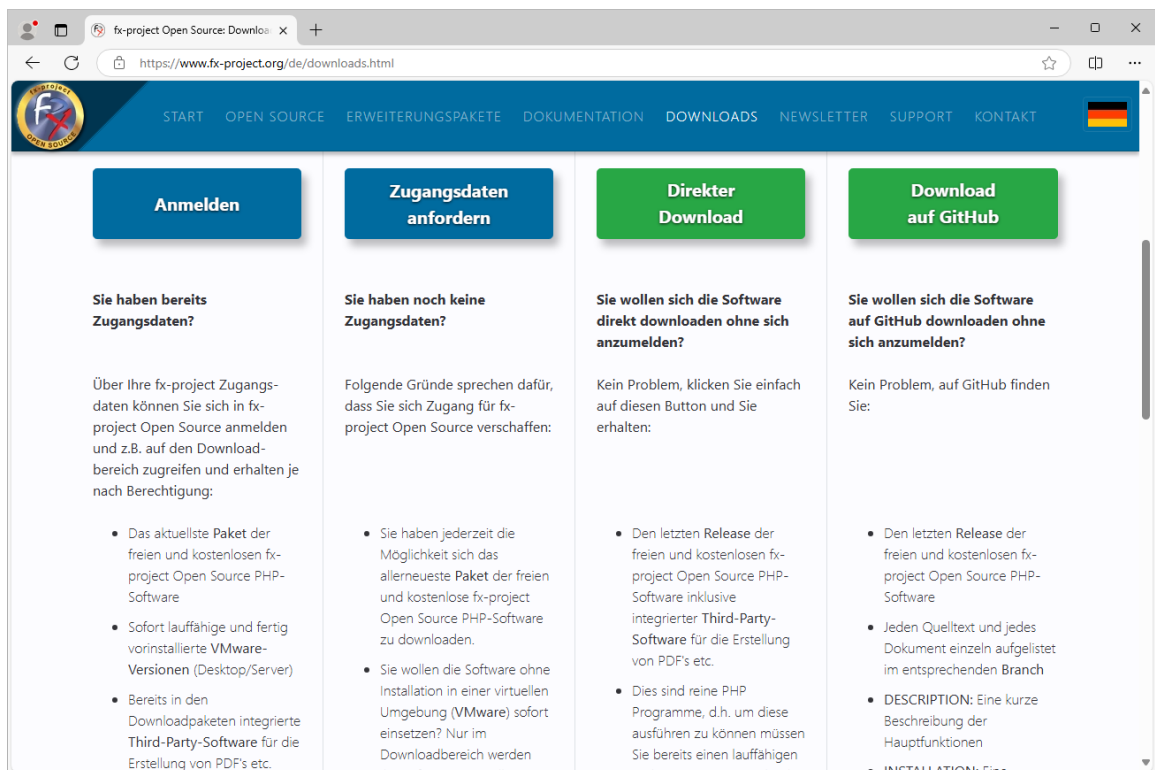 fx-project Open Source: Downloa
https://www.fx-project.org/de/downloads.html
fx-project
OPEN SOURCE
START OPEN SOURCE ERWEITERUNGSPAKETE DOKUMENTATION DOWNLOADS NEWSLETTER SUPPORT KONTAKT
Anmelden
Sie haben bereits
Zugangsdaten?
Über Ihre fx-project Zugangs-
daten können Sie sich in fx-
project Open Source anmelden
und z.B. auf den Download-
bereich zugreifen und erhalten je
nach Berechtigung:
• Das aktuellste Paket der
freien und kostenlosen fx-
project Open Source PHP-
Software
• Sofort lauffähige und fertig
vorinstallierte VMware-
Versionen (Desktop/Server)
• Bereits in den
Downloadpaketen integrierte
Third-Party-Software für die
Erstellung von PDF's etc.
Zugangsdaten
anfordern
Sie haben noch keine
Zugangsdaten?
Folgende Gründe sprechen dafür,
dass Sie sich Zugang für fx-
project Open Source verschaffen:
• Sie haben jederzeit die
Möglichkeit sich das
allerneueste Paket der freien
und kostenlose fx-project
Open Source PHP-Software
zu downloaden.
• Sie wollen die Software ohne
Installation in einer virtuellen
Umgebung (VMware) sofort
einsetzen? Nur im
Downloadbereich werden
Direkter
Download
Sie wollen sich die Software
direkt downloaden ohne sich
anzumelden?
Kein Problem, klicken Sie einfach
auf diesen Button und Sie
erhalten:
• Den letzten Release der
freien und kostenlosen fx-
project Open Source PHP-
Software inklusive
integrierter Third-Party-
Software für die Erstellung
von PDF's etc.
• Dies sind reine PHP
Programme, d.h. um diese
ausführen zu können müssen
Sie bereits einen lauffähigen
Download
auf GitHub
Sie wollen sich die Software
auf GitHub downloaden ohne
sich anzumelden?
Kein Problem, auf GitHub finden
Sie:
• Den letzten Release der
freien und kostenlosen fx-
project Open Source PHP-
Software
• Jeden Quelltext und jedes
Dokument einzeln aufgelistet
im entsprechenden Branch
• DESCRIPTION: Eine kurze
Beschreibung der
Hauptfunktionen
• INSTALLATION: Eine